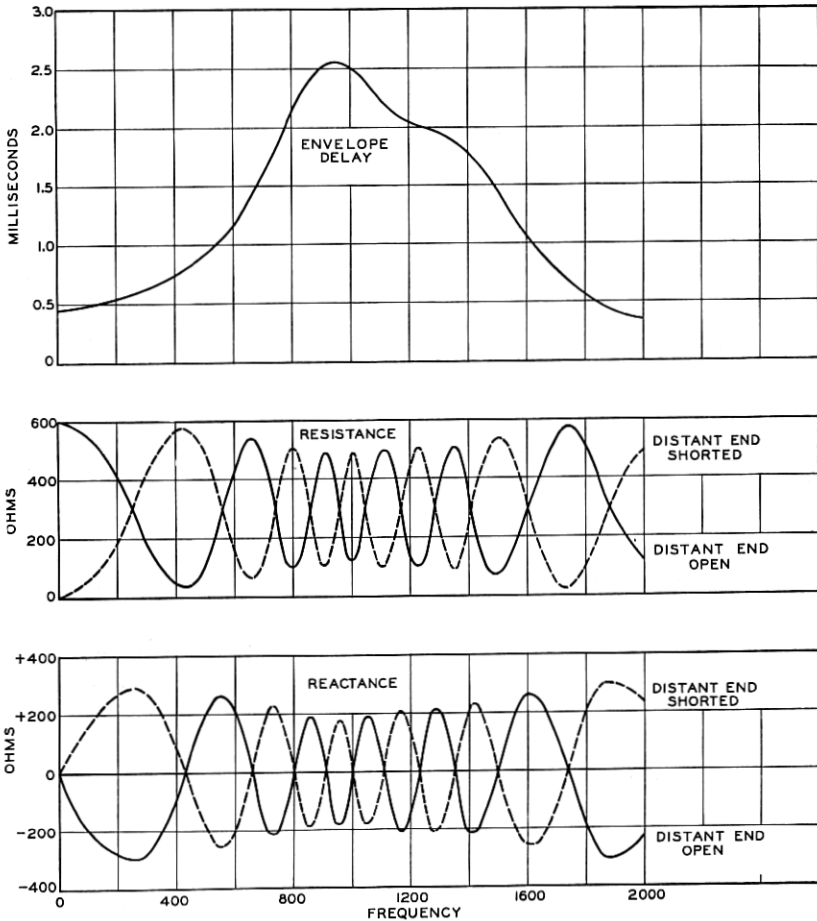 3.0
2.5
2.0
1.5
1.0
0.5
0
MILLISECONDS
ENVELOPE
DELAY
600
400
200
0
OHMS
RESISTANCE
DISTANT END
SHORTED
DISTANT END
OPEN
+400
+200
0
-200
-400
OHMS
REACTANCE
DISTANT END
SHORTED
DISTANT END
OPEN
0 400 800 1200 1600 2000
FREQUENCY